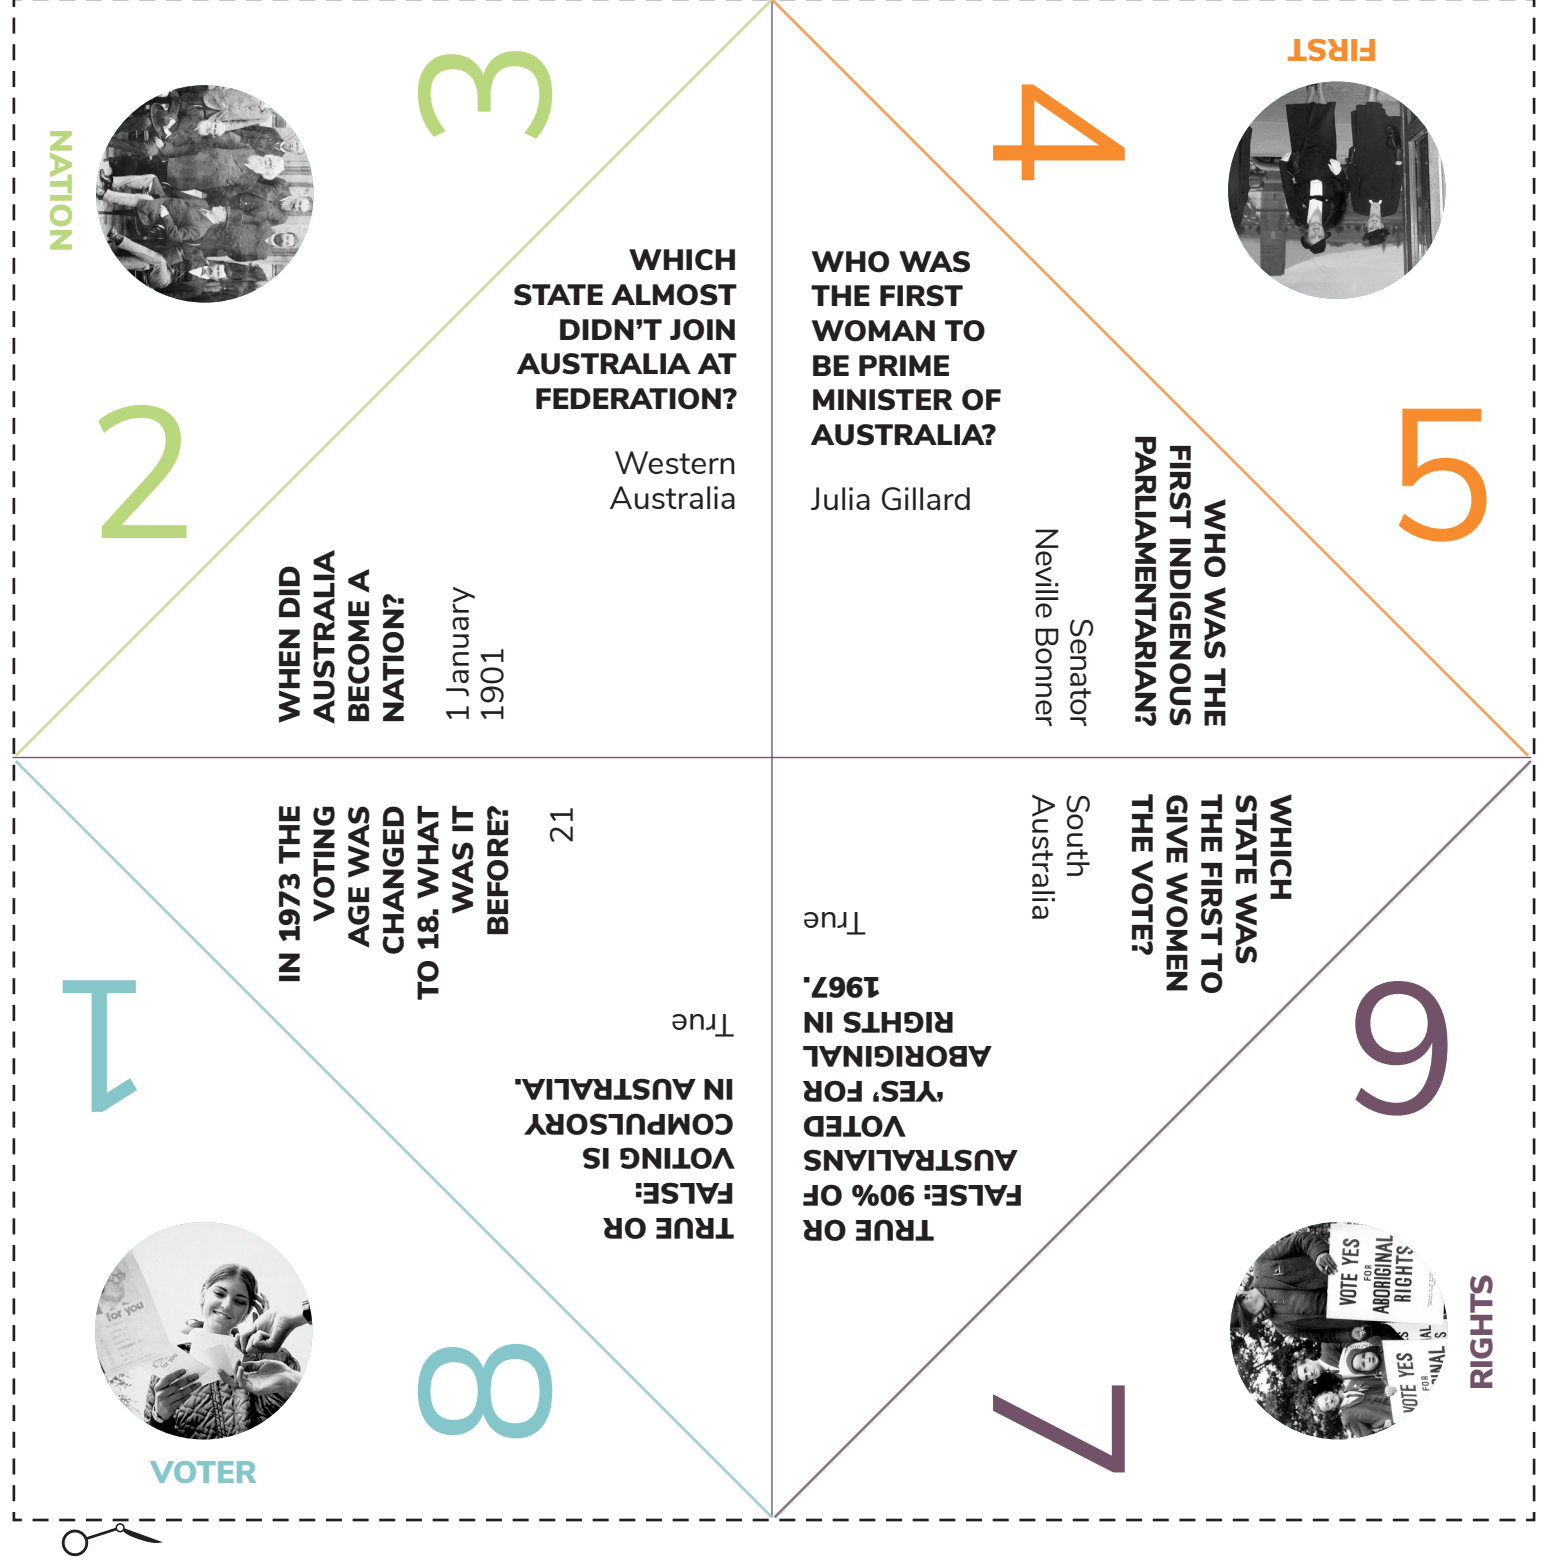 NATION
3
2
WHICH
STATE ALMOST
DIDN’T JOIN
AUSTRALIA AT
FEDERATION?
Western
Australia
WHEN DID
AUSTRALIA
BECOME A
NATION?
1 January
1901
FIRST
4
5
WHO WAS
THE FIRST
WOMAN TO
BE PRIME
MINISTER OF
AUSTRALIA?
Julia Gillard
WHO WAS THE
FIRST INDIGENOUS
PARLIAMENTARIAN?
Senator
Neville Bonner
1
8
IN 1973 THE
VOTING
AGE WAS
CHANGED
TO 18. WHAT
WAS IT
BEFORE?
21
TRUE OR
FALSE:
VOTING IS
COMPULSORY
IN AUSTRALIA.
True
for you
for you
VOTER
6
7
WHICH
STATE WAS
THE FIRST TO
GIVE WOMEN
THE VOTE?
South
Australia
TRUE OR
FALSE: 90% OF
AUSTRALIANS
VOTED
‘YES’ FOR
ABORIGINAL
RIGHTS IN
1967.
True
VOTE YES
FOR
ABORIGINAL
RIGHTS
VOTE YES
FOR
RIGHTS